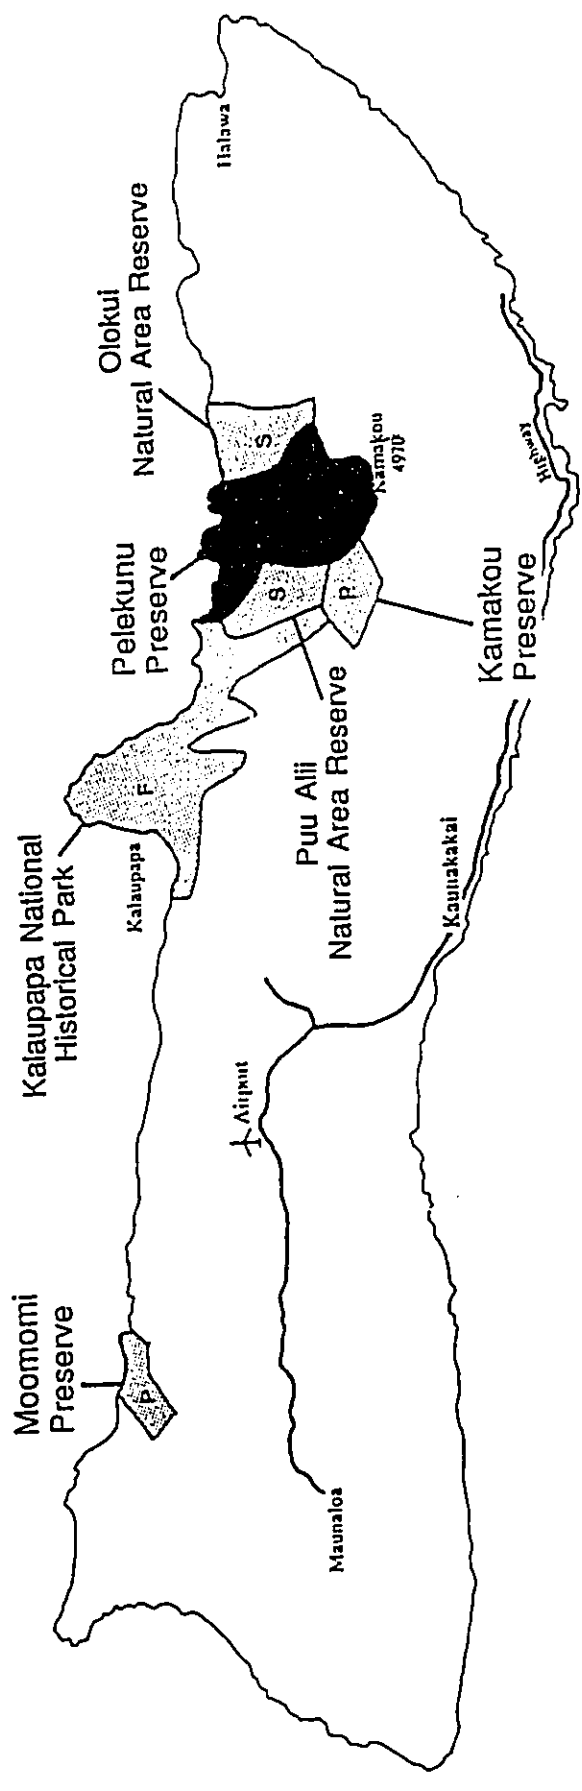 Moomomi
Preserve
P
Kalaupapa National
Historical Park
Kalaupapa
F
Pelekunu
Preserve
Olokui
Natural Area Reserve
S
S
P
Halawa
Kamakou
4970
Puu Alii
Natural Area Reserve
Kamakou
Preserve
Airport
Maunaloa
Kaunakakai
Highway